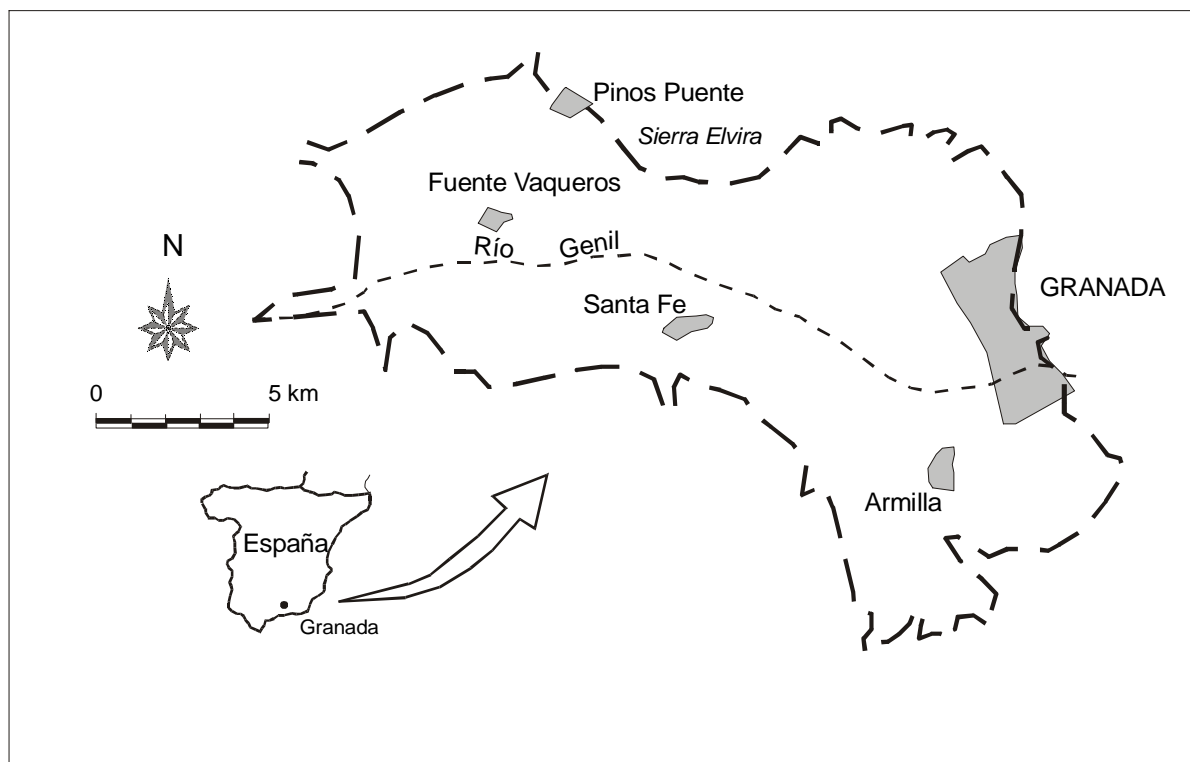 Pinos Puente
Sierra Elvira
Fuente Vaqueros
Río Genil
N
GRANADA
Santa Fe
0 5 km
Armilla
España
Granada